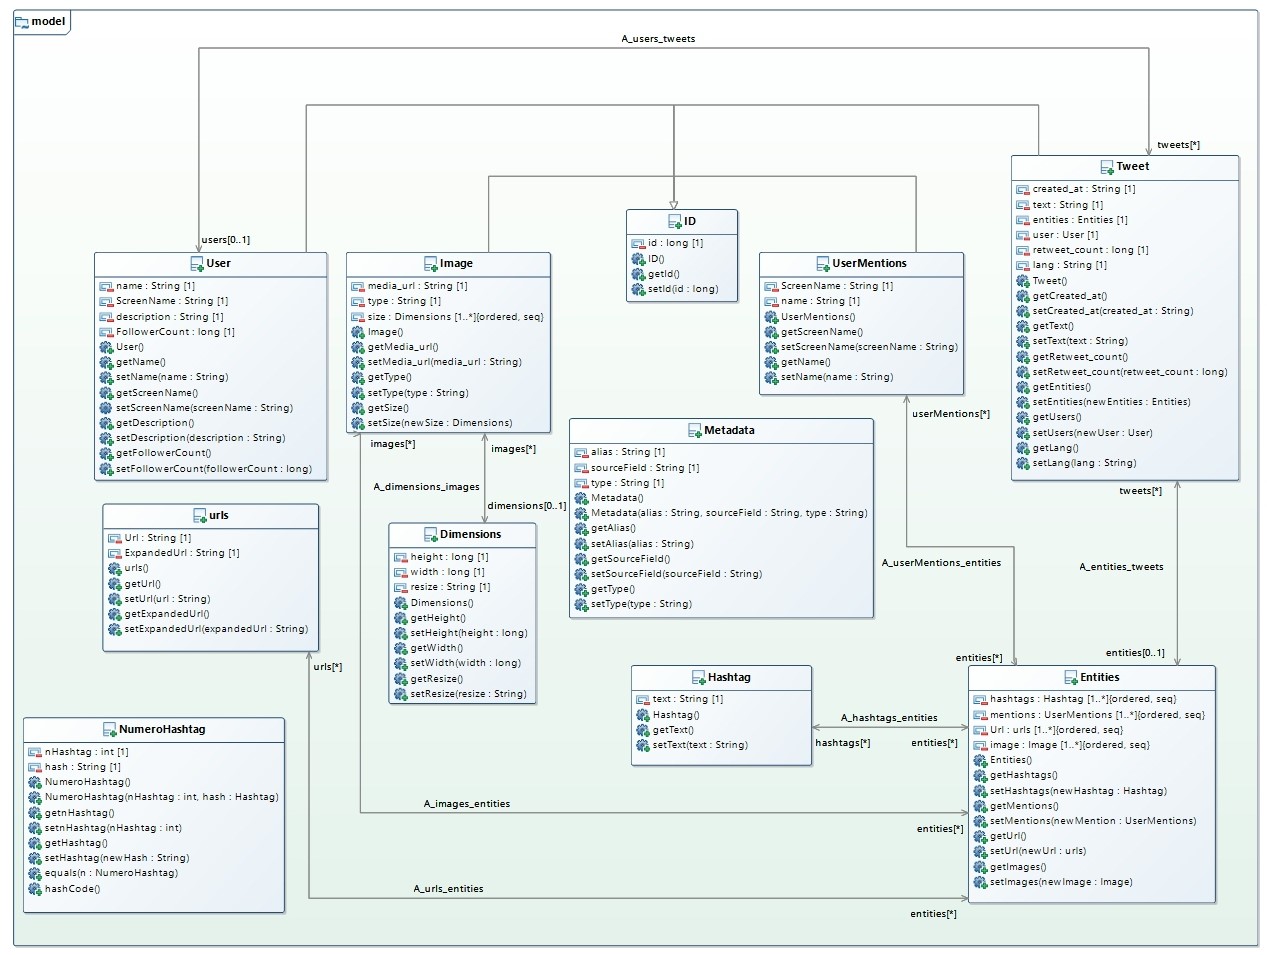 model
A_users_tweets
tweets[*]
users[0..1]
User
name : String [1]
ScreenName : String [1]
description : String [1]
FollowerCount : long [1]
User()
getName()
setName(name : String)
getScreenName()
setScreenName(screenName : String)
getDescription()
setDescription(description : String)
getFollowerCount()
setFollowerCount(followerCount : long)
Image
media_url : String [1]
type : String [1]
size : Dimensions [1..*]{ordered, seq}
Image()
getMedia_url()
setMedia_url(media_url : String)
getType()
setType(type : String)
getSize()
setSize(newSize : Dimensions)
ID
id : long [1]
ID()
getId()
setId(id : long)
UserMentions
ScreenName : String [1]
name : String [1]
UserMentions()
getScreenName()
setScreenName(screenName : String)
getName()
setName(name : String)
Tweet
created_at : String [1]
text : String [1]
entities : Entities [1]
user : User [1]
retweet_count : long [1]
lang : String [1]
Tweet()
getCreated_at()
setCreated_at(created_at : String)
getText()
setText(text : String)
getRetweet_count()
setRetweet_count(retweet_count : long)
getEntities()
setEntities(newEntities : Entities)
getUsers()
setUsers(newUser : User)
getLang()
setLang(lang : String)
images[*]
images[*]
A_dimensions_images
dimensions[0..1]
userMentions[*]
Metadata
alias : String [1]
sourceField : String [1]
type : String [1]
Metadata()
Metadata(alias : String, sourceField : String, type : String)
getAlias()
setAlias(alias : String)
getSourceField()
setSourceField(sourceField : String)
getType()
setType(type : String)
tweets[*]
A_userMentions_entities
A_entities_tweets
entities[*]
entities[0..1]
urls
Url : String [1]
ExpandedUrl : String [1]
urls()
getUrl()
setUrl(url : String)
getExpandedUrl()
setExpandedUrl(expandedUrl : String)
urls[*]
Dimensions
height : long [1]
width : long [1]
resize : String [1]
Dimensions()
getHeight()
setHeight(height : long)
getWidth()
setWidth(width : long)
getResize()
setResize(resize : String)
Hashtag
text : String [1]
Hashtag()
getText()
setText(text : String)
A_hashtags_entities
hashtags[*]
entities[*]
Entities
hashtags : Hashtag [1..*]{ordered, seq}
mentions : UserMentions [1..*]{ordered, seq}
Url : urls [1..*]{ordered, seq}
image : Image [1..*]{ordered, seq}
Entities()
getHashtags()
setHashtags(newHashtag : Hashtag)
getMentions()
setMentions(newMention : UserMentions)
getUrl()
setUrl(newUrl : urls)
getImages()
setImages(newImage : Image)
NumeroHashtag
nHashtag : int [1]
hash : String [1]
NumeroHashtag()
NumeroHashtag(nHashtag : int, hash : Hashtag)
getnHashtag()
setnHashtag(nHashtag : int)
getHashtag()
setHashtag(newHash : String)
equals(n : NumeroHashtag)
hashCode()
A_images_entities
entities[*]
A_urls_entities
entities[*]